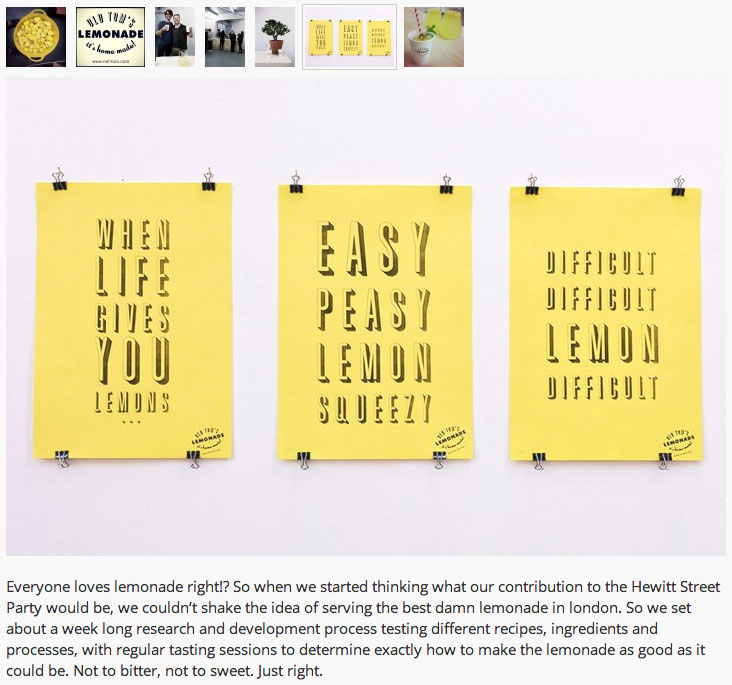 OLD TOM'S
LEMONADE
it's home made!
WHEN
LIFE
GIVES
YOU
LEMONS
...
LEMONADE
EASY
PEASY
LEMON
SQUEEZY
OLD TOM'S
LEMONADE
it's home made!
DIFFICULT
DIFFICULT
LEMON
DIFFICULT
OLD TOM'S
LEMONADE
it's home made!
Everyone loves lemonade right!? So when we started thinking what our contribution to the Hewitt Street
Party would be, we couldn't shake the idea of serving the best damn lemonade in london. So we set
about a week long research and development process testing different recipes, ingredients and
processes, with regular tasting sessions to determine exactly how to make the lemonade as good as it
could be. Not to bitter, not to sweet. Just right.